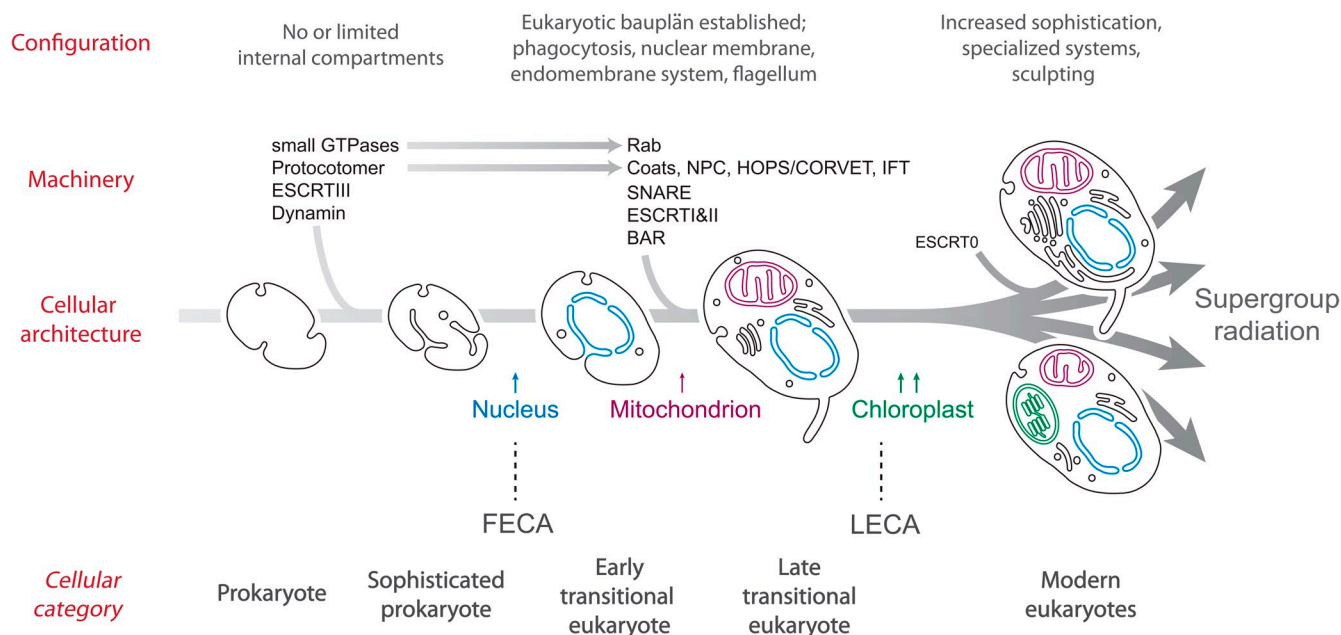 Configuration
No or limited
internal compartments
Eukaryotic bauplän established;
phagocytosis, nuclear membrane,
endomembrane system, flagellum
Increased sophistication,
specialized systems,
sculpting
Machinery
small GTPases
Protocotomer
ESCRTIII
Dynamin
Rab
Coats, NPC, HOPS/CORVET, IFT
SNARE
ESCRTI&II
BAR
ESCRT0
Cellular
architecture
Supergroup
radiation
Nucleus
Mitochondrion
Chloroplast
FECA
LECA
Cellular
category
Prokaryote
Sophisticated
prokaryote
Early
transitional
eukaryote
Late
transitional
eukaryote
Modern
eukaryotes